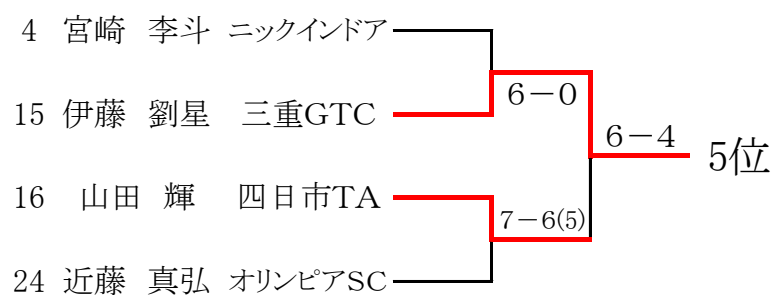 4 宮崎 李斗 ニックインドア
6－0
15 伊藤 劉星 三重GTC
6－4
5位
16 山田 輝 四日市TA
7－6(5)
24 近藤 真弘 オリンピアSC